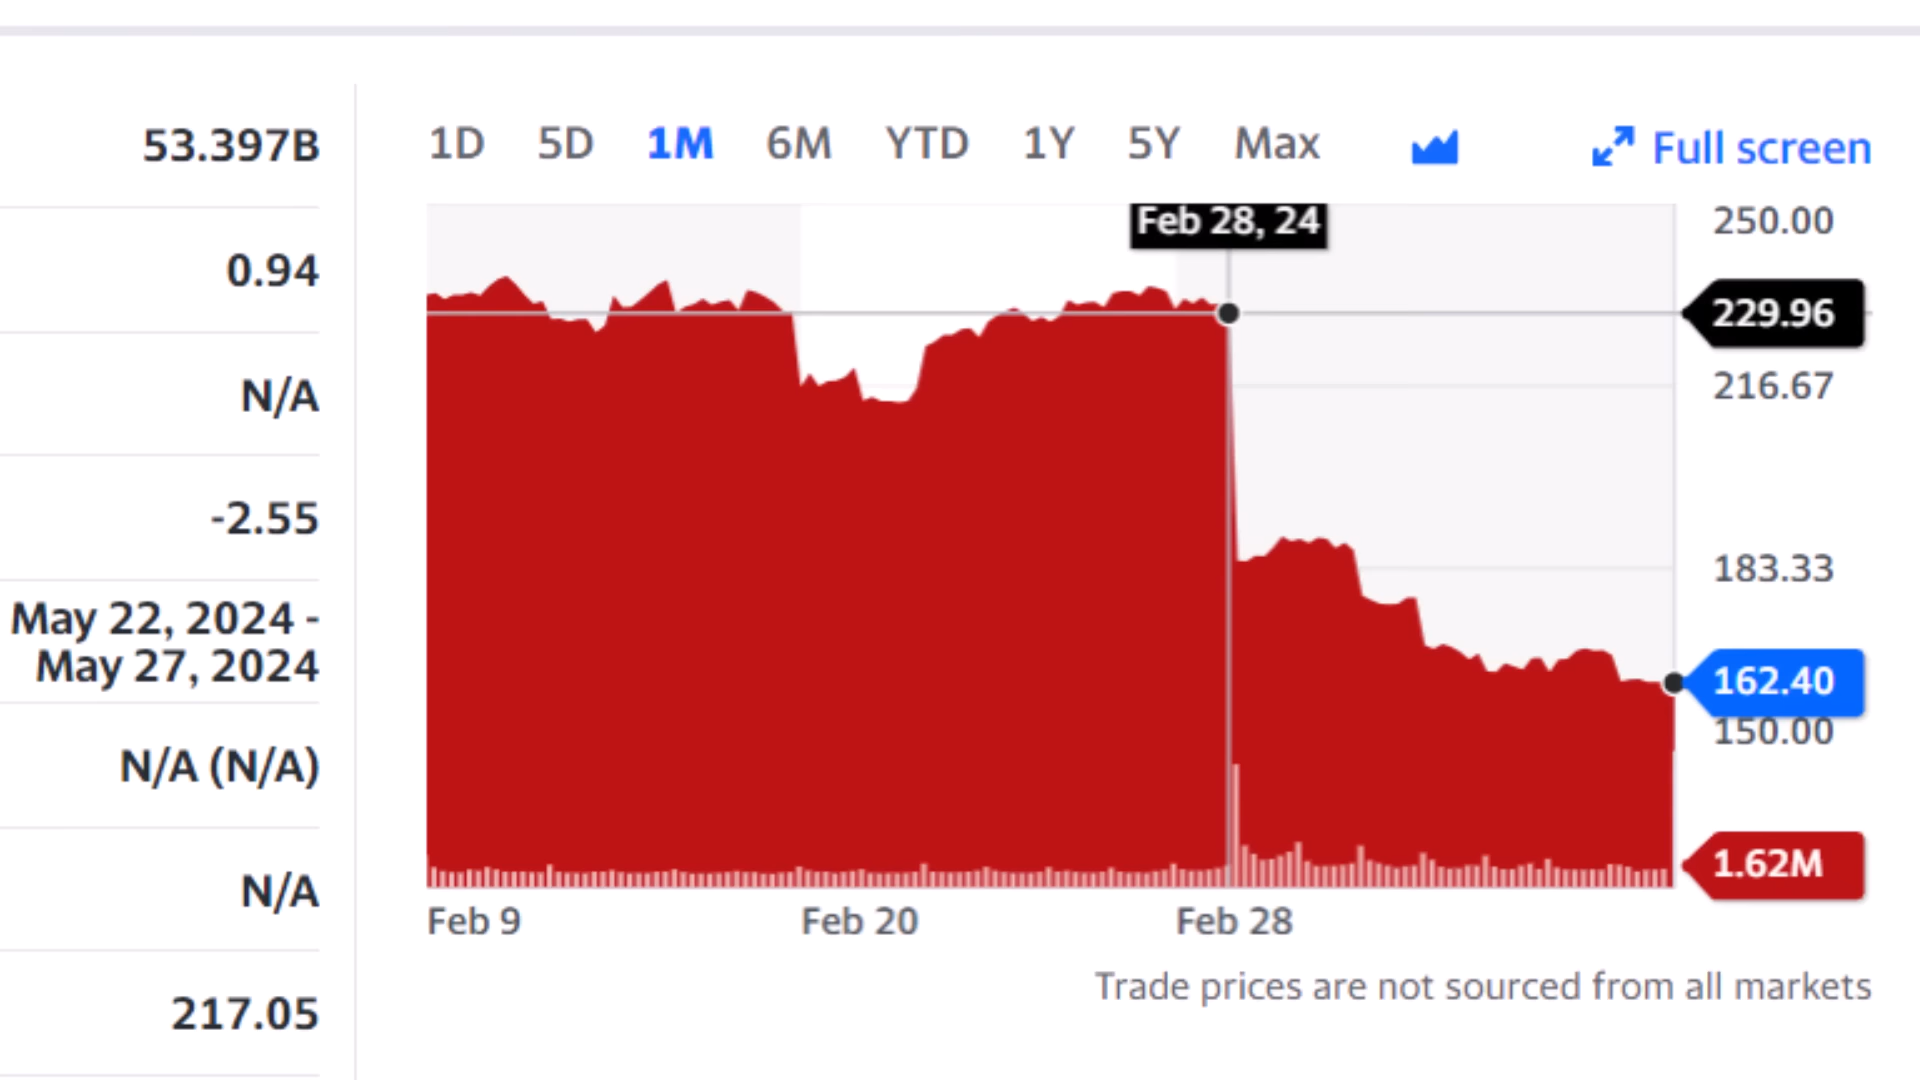 53.397B
0.94
N/A
-2.55
May 22, 2024 -
May 27, 2024
N/A (N/A)
N/A
217.05
1D 5D 1M 6M YTD 1Y 5Y Max Full screen
Feb 28, 24
250.00
229.96
216.67
183.33
162.40
150.00
1.62M
Feb 9 Feb 20 Feb 28
Trade prices are not sourced from all markets